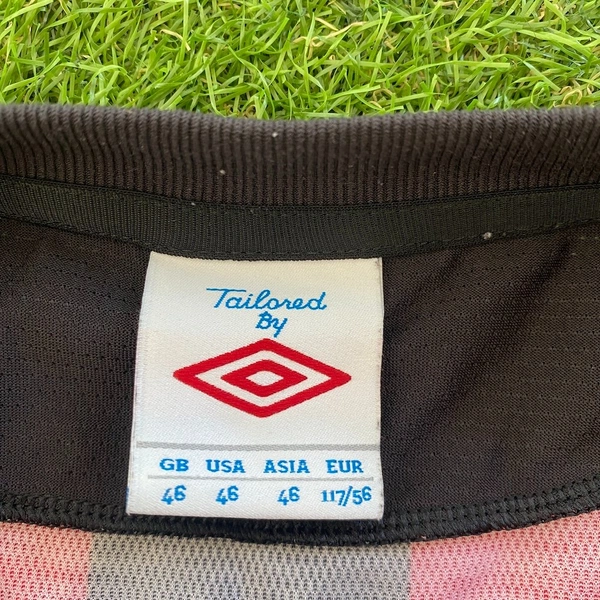 Tailored
By
GB USA ASIA EUR
46 46 46 117/56